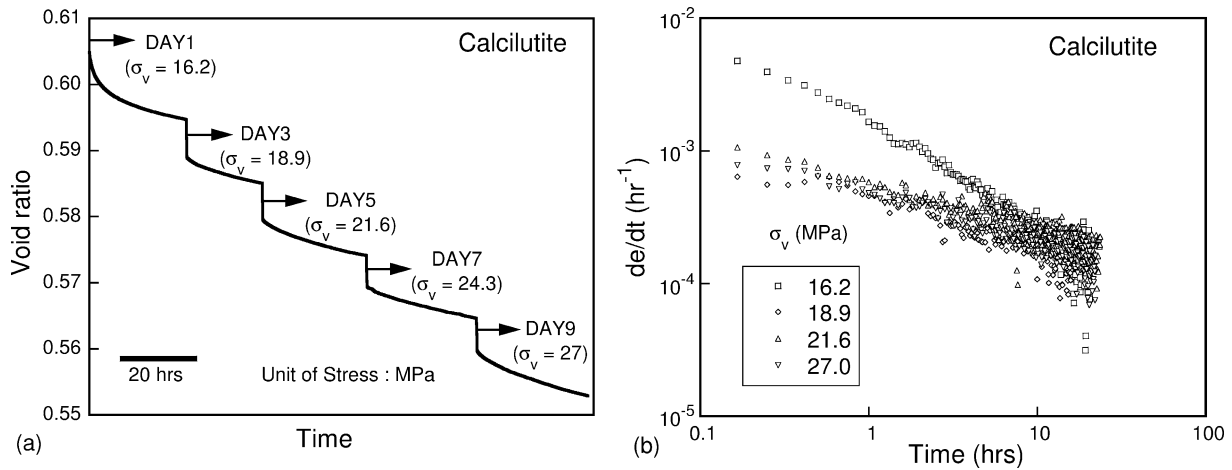 0.61
0.60
0.59
0.58
0.57
0.56
0.55
Void ratio
Calcilutite
DAY1
(σv = 16.2)
DAY3
(σv = 18.9)
DAY5
(σv = 21.6)
DAY7
(σv = 24.3)
DAY9
(σv = 27)
20 hrs
Unit of Stress : MPa
(a)
Time
10-2
10-3
10-4
10-5
de/dt (hr-1)
Calcilutite
σv (MPa)
16.2
18.9
21.6
27.0
0.1 1 10 100
(b)
Time (hrs)